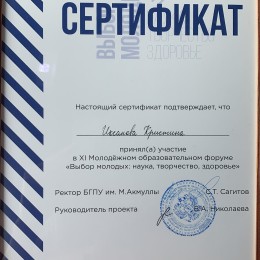 СЕРТИФИКАТ
ЗДОРОВЬЕ
Настоящий сертификат подтверждает, что
Кристина
принял(а) участие
в XI Молодёжном образовательном форуме
«Выбор молодых: наука, творчество, здоровье»
Ректор БГПУ им. М.Акмуллы С.Т. Сагитов
Руководитель проекта В.А. Николаева